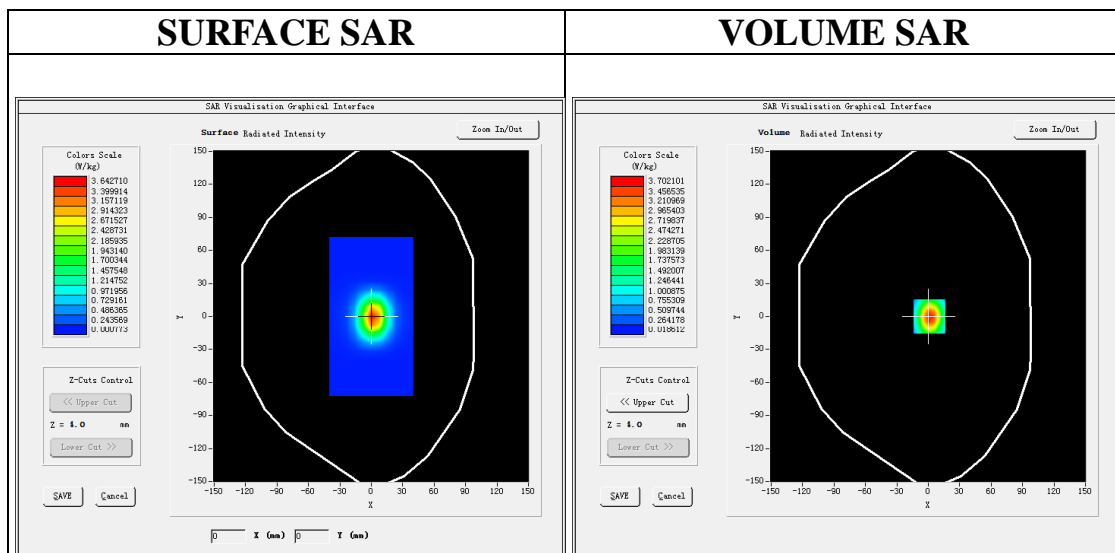 SURFACE SAR
VOLUME SAR
SAR Visualisation Graphical Interface
Surface Radiated Intensity
Zoom In/Out
Colors Scale
(W/kg)
3.642710
3.399914
3.157119
2.914323
2.671527
2.428731
2.185935
1.943140
1.700344
1.457548
1.214752
0.971956
0.729161
0.486365
0.243569
0.000773
150
120
90
60
30
0
-30
-60
-90
-120
-150
Y
-150 -120 -90 -60 -30 0 30 60 90 120 150
X
Z-Cuts Control
<< Upper Cut
Z = 4.0 mm
Lower Cut >>
SAVE Cancel
0 X (mm) 0 Y (mm)
SAR Visualisation Graphical Interface
Volume Radiated Intensity
Zoom In/Out
Colors Scale
(W/kg)
3.702101
3.456535
3.210969
2.965403
2.719837
2.474271
2.228705
1.983139
1.737573
1.492007
1.246441
1.000875
0.755309
0.509744
0.264178
0.018612
150
120
90
60
30
0
-30
-60
-90
-120
-150
Y
-150 -120 -90 -60 -30 0 30 60 90 120 150
X
Z-Cuts Control
<< Upper Cut
Z = 4.0 mm
Lower Cut >>
SAVE Cancel